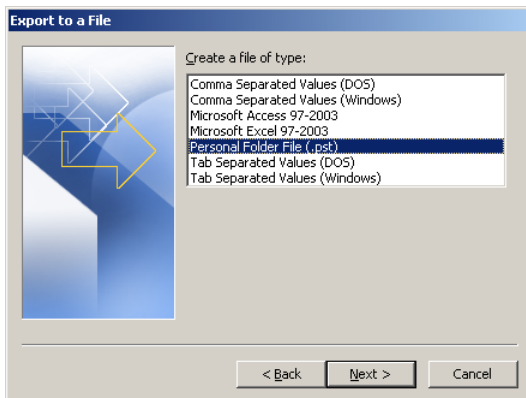 Export to a File
Create a file of type:
Comma Separated Values (DOS)
Comma Separated Values (Windows)
Microsoft Access 97-2003
Microsoft Excel 97-2003
Personal Folder File (.pst)
Tab Separated Values (DOS)
Tab Separated Values (Windows)
< Back Next > Cancel